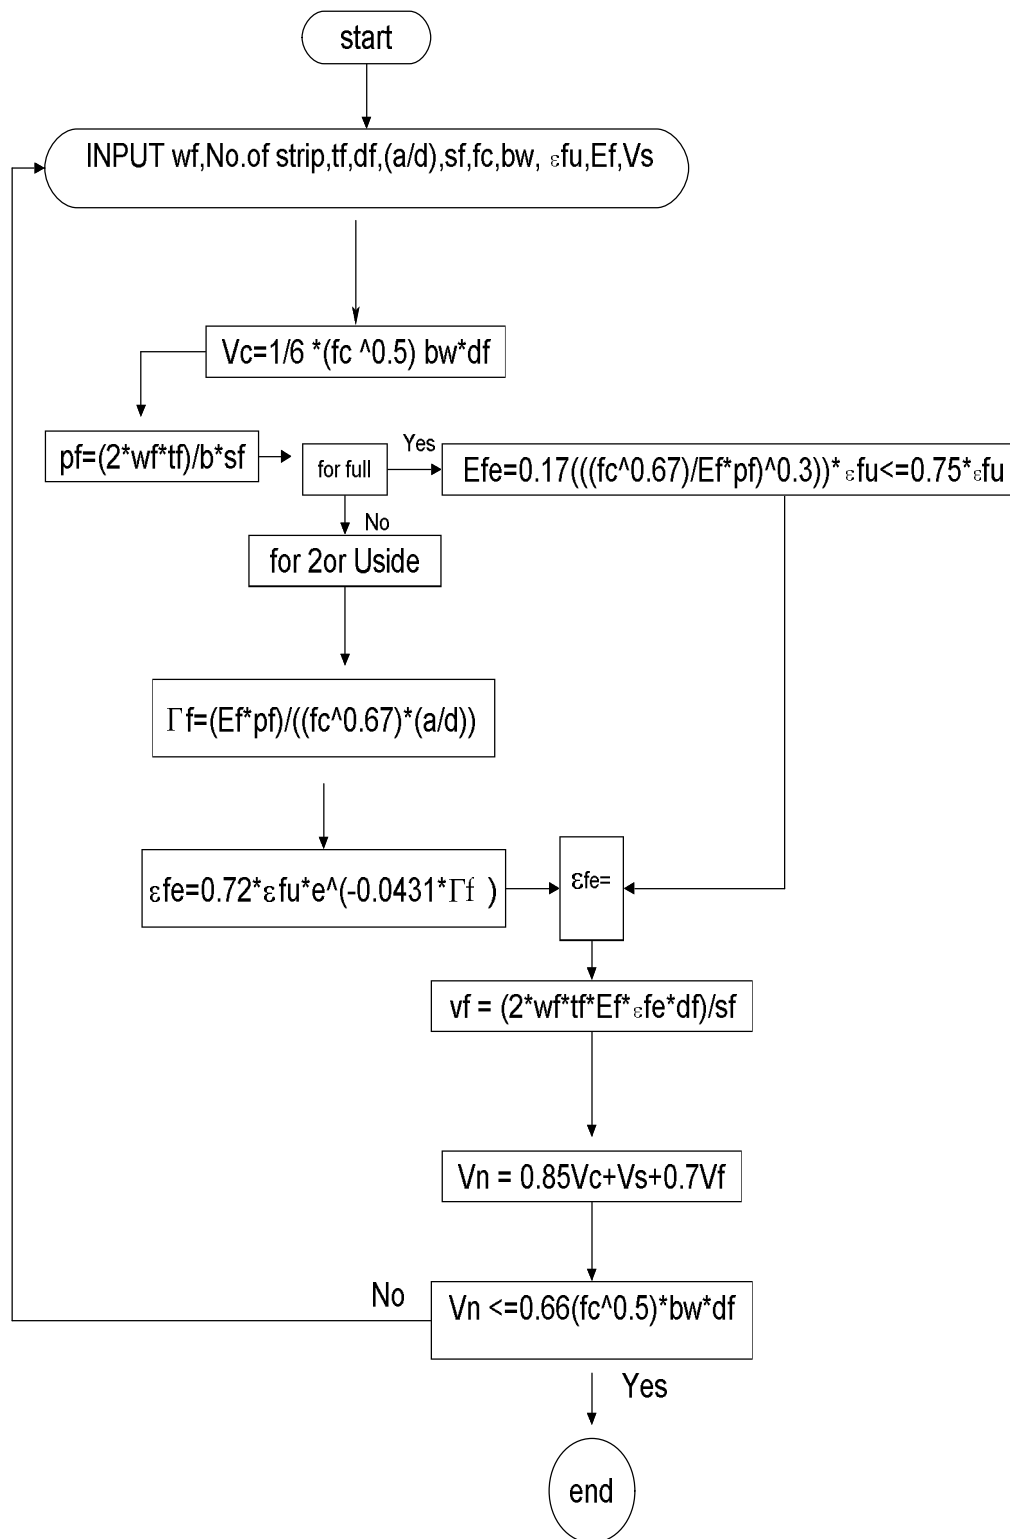 start
INPUT wf,No.of strip,tf,df,(a/d),sf,fc,bw, εfu,Ef,Vs
Vc=1/6 *(fc ^0.5) bw*df
pf=(2*wf*tf)/b*sf
for full
Yes
Efe=0.17(((fc^0.67)/Ef*pf)^0.3))* εfu<=0.75*εfu
No
for 2or Uside
Γf=(Ef*pf)/((fc^0.67)*(a/d))
εfe=0.72*εfu*e^(-0.0431*Γf )
εfe=
vf = (2*wf*tf*Ef*εfe*df)/sf
Vn = 0.85Vc+Vs+0.7Vf
No
Vn <=0.66(fc^0.5)*bw*df
Yes
end